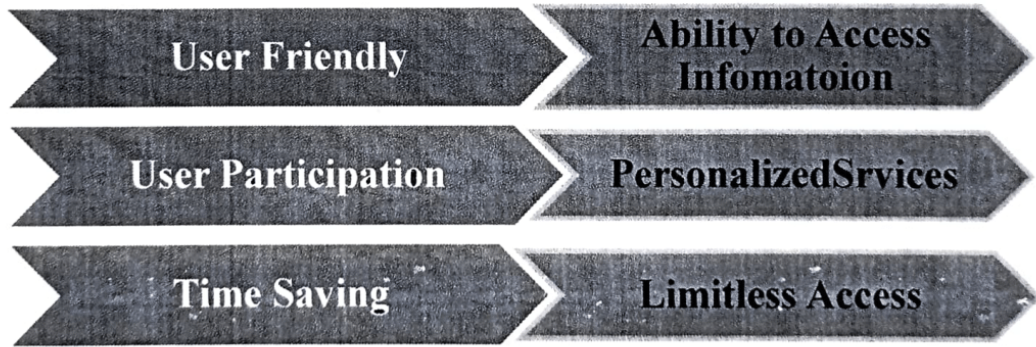 User Friendly
Ability to Access
Infomatoion
User Participation
PersonalizedSrvices
Time Saving
Limitless Access